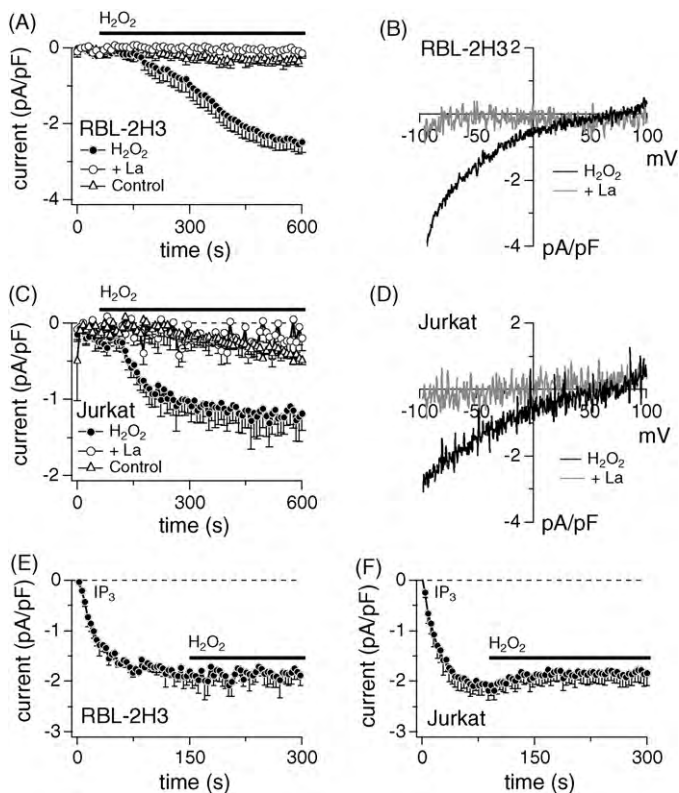 (A)
H₂O₂
0
-2
-4
current (pA/pF)
RBL-2H3
H₂O₂
+ La
Control
0
300
600
time (s)
(B)
RBL-2H3
2
-100
-50
50
100
mV
-2
-4
H₂O₂
+ La
pA/pF
(C)
H₂O₂
0
-1
-2
current (pA/pF)
Jurkat
H₂O₂
+ La
Control
0
300
600
time (s)
(D)
Jurkat
2
-100
-50
50
100
mV
-2
-4
H₂O₂
+ La
pA/pF
(E)
0
-1
-2
-3
current (pA/pF)
IP₃
H₂O₂
RBL-2H3
0
150
300
time (s)
(F)
0
-1
-2
-3
current (pA/pF)
IP₃
H₂O₂
Jurkat
0
150
300
time (s)